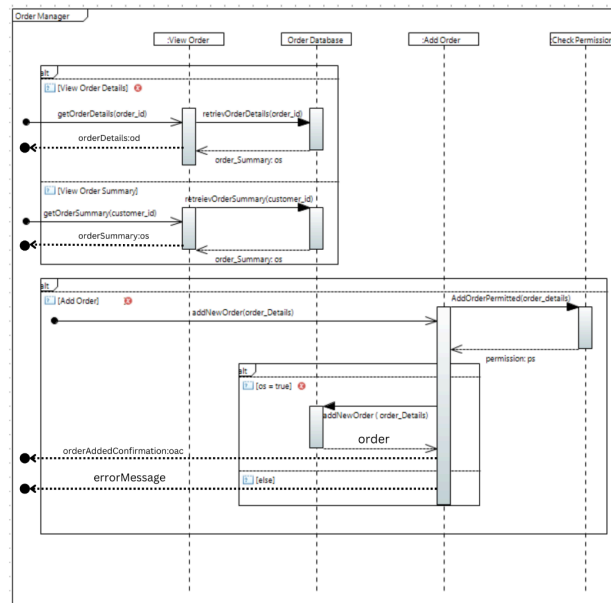 Order Manager
:View Order
Order Database
:Add Order
:Check Permission
alt
[View Order Details]
getOrderDetails(order_id)
retrievOrderDetails(order_id)
orderDetails:od
order_Summary: os
[View Order Summary]
retreievOrderSummary(customer_id)
getOrderSummary(customer_id)
orderSummary:os
order_Summary: os
alt
[Add Order]
AddOrderPermitted(order_details)
addNewOrder(order_Details)
permission: ps
alt
[os = true]
addNewOrder ( order_Details)
order
orderAddedConfirmation:oac
errorMessage
[else]